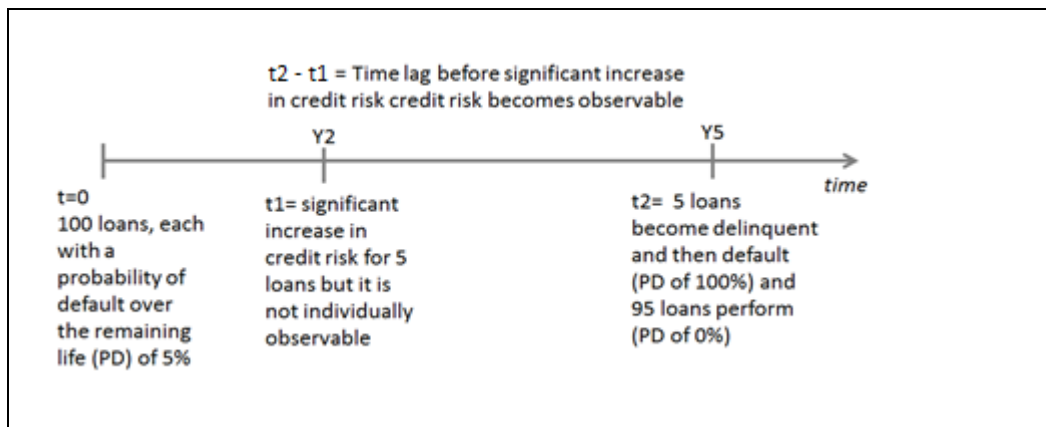 t2 - t1 = Time lag before significant increase
in credit risk credit risk becomes observable
Y2
Y5
time
t=0
100 loans, each
with a
probability of
default over
the remaining
life (PD) of 5%
t1= significant
increase in
credit risk for 5
loans but it is
not individually
observable
t2= 5 loans
become delinquent
and then default
(PD of 100%) and
95 loans perform
(PD of 0%)